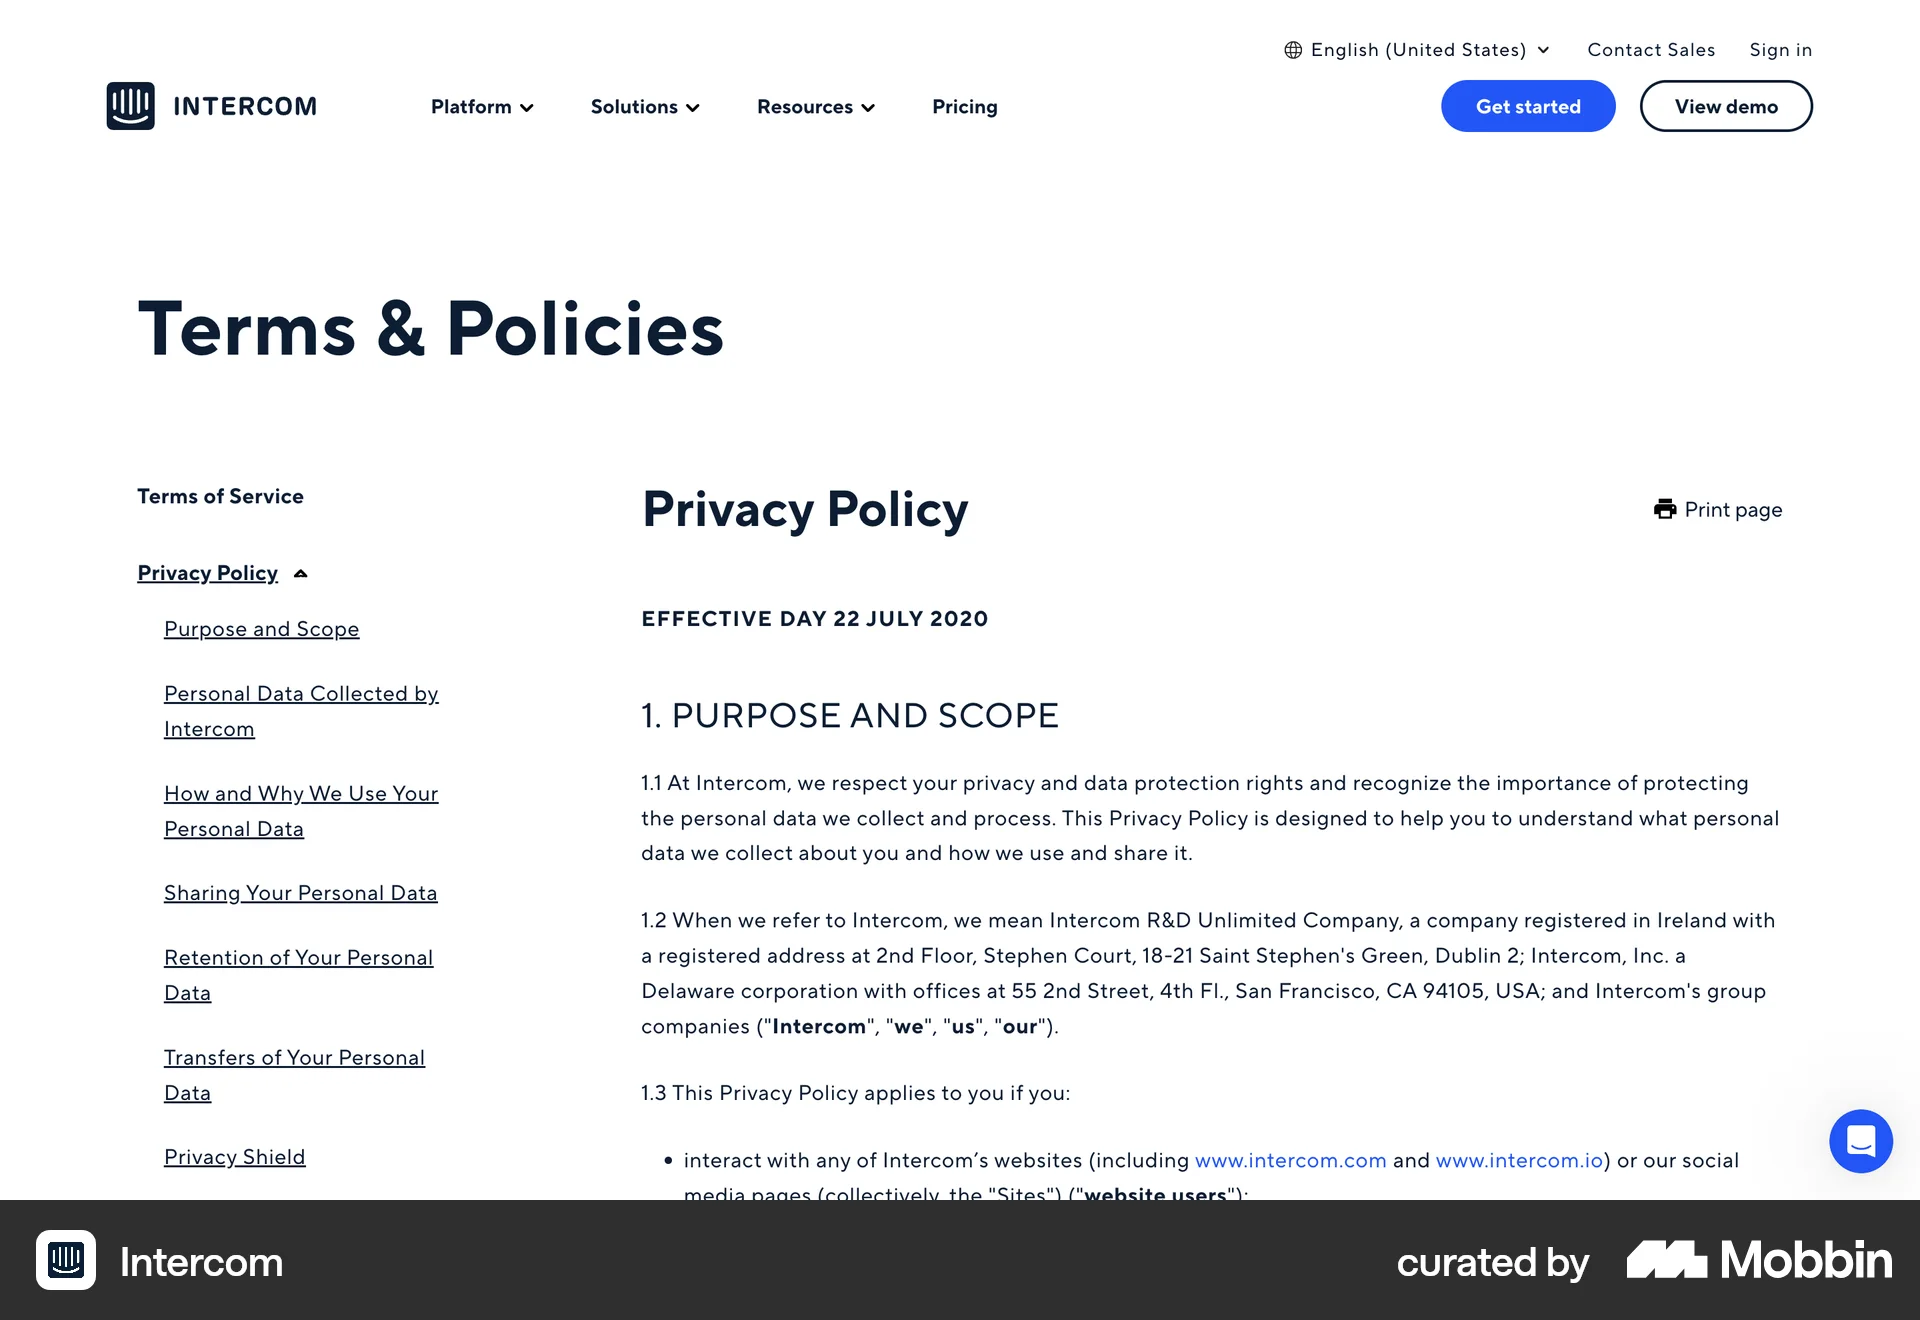 English (United States)
Contact Sales
Sign in
INTERCOM
Platform
Solutions
Resources
Pricing
Get started
View demo
Terms & Policies
Terms of Service
Privacy Policy
Purpose and Scope
Personal Data Collected by
Intercom
How and Why We Use Your
Personal Data
Sharing Your Personal Data
Retention of Your Personal
Data
Transfers of Your Personal
Data
Privacy Shield
Privacy Policy
Print page
EFFECTIVE DAY 22 JULY 2020
1. PURPOSE AND SCOPE
1.1 At Intercom, we respect your privacy and data protection rights and recognize the importance of protecting
the personal data we collect and process. This Privacy Policy is designed to help you to understand what personal
data we collect about you and how we use and share it.
1.2 When we refer to Intercom, we mean Intercom R&D Unlimited Company, a company registered in Ireland with
a registered address at 2nd Floor, Stephen Court, 18-21 Saint Stephen's Green, Dublin 2; Intercom, Inc. a
Delaware corporation with offices at 55 2nd Street, 4th Fl., San Francisco, CA 94105, USA; and Intercom's group
companies ("Intercom", "we", "us", "our").
1.3 This Privacy Policy applies to you if you:
• interact with any of Intercom’s websites (including www.intercom.com and www.intercom.io) or our social
media pages (collectively, the "Sites") ("website users");
Intercom
curated by
Mobbin